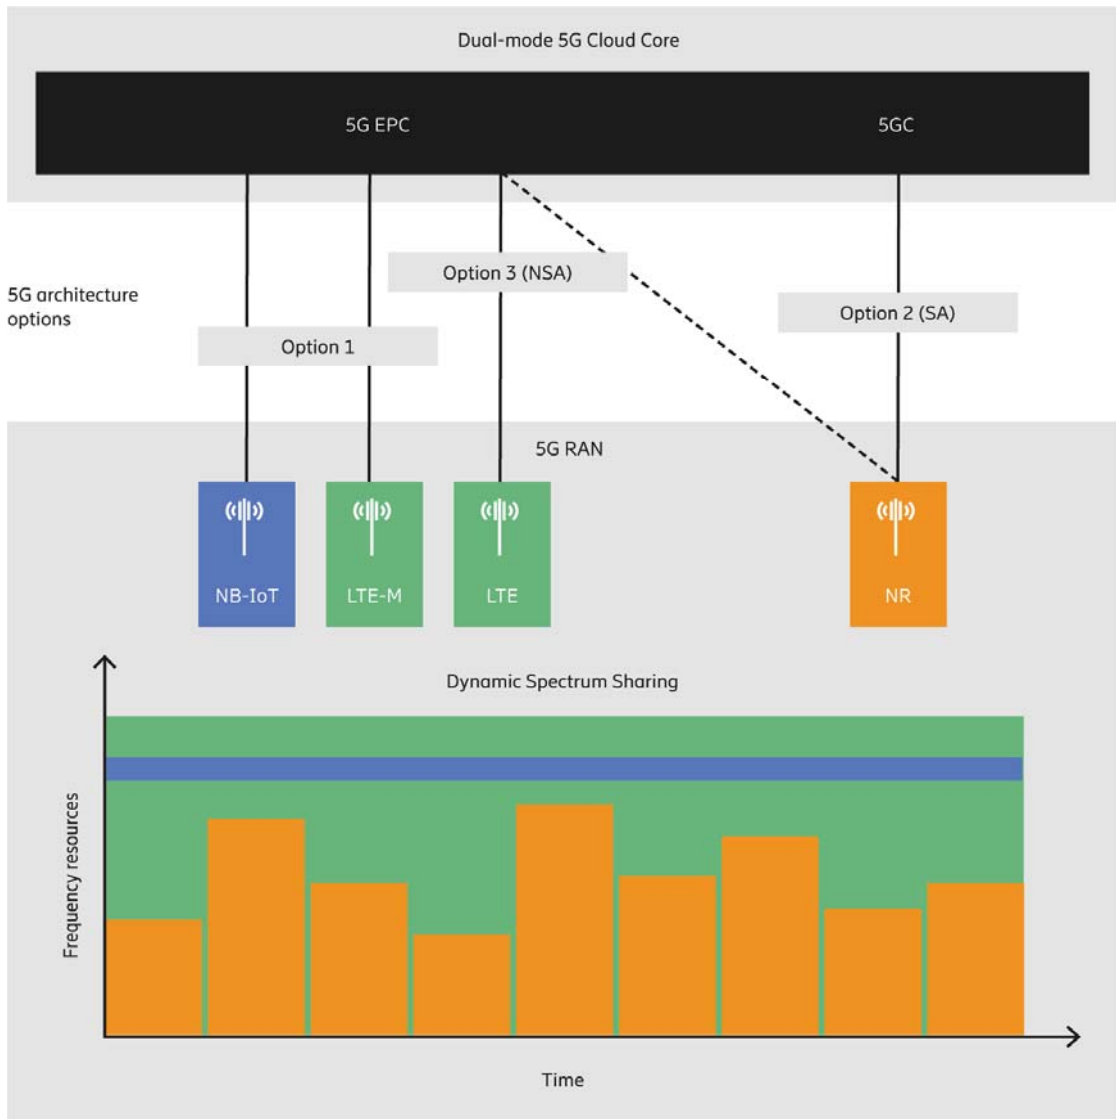 Dual-mode 5G Cloud Core
5G EPC
5GC
Option 3 (NSA)
5G architecture
options
Option 2 (SA)
Option 1
5G RAN
NB-IoT
LTE-M
LTE
NR
Dynamic Spectrum Sharing
Frequency resources
Time